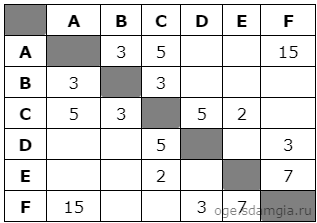 A B C D E F
A 3 5 15
B 3 3
C 5 3 5 2
D 5 3
E 2 7
F 15 3 7
oge.sdamgia.ru